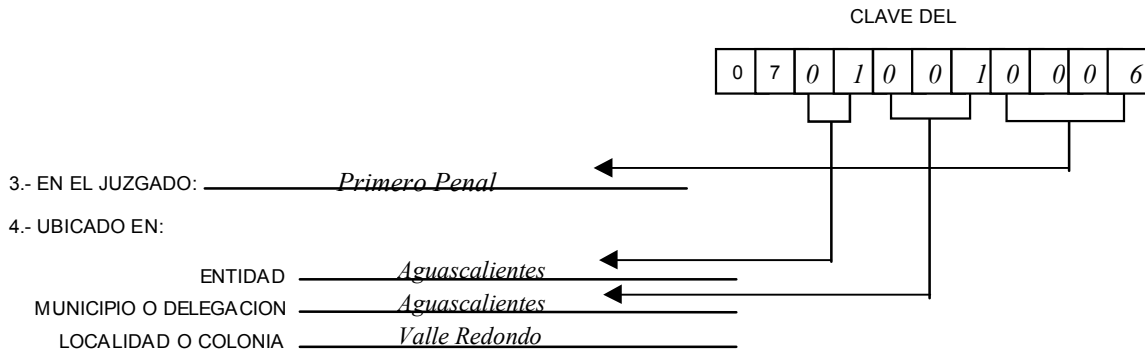 CLAVE DEL
0 7 0 1 0 0 1 0 0 0 6
3.- EN EL JUZGADO: Primero Penal
4.- UBICADO EN:
ENTIDAD Aguascalientes
MUNICIPIO O DELEGACION Aguascalientes
LOCALIDAD O COLONIA Valle Redondo